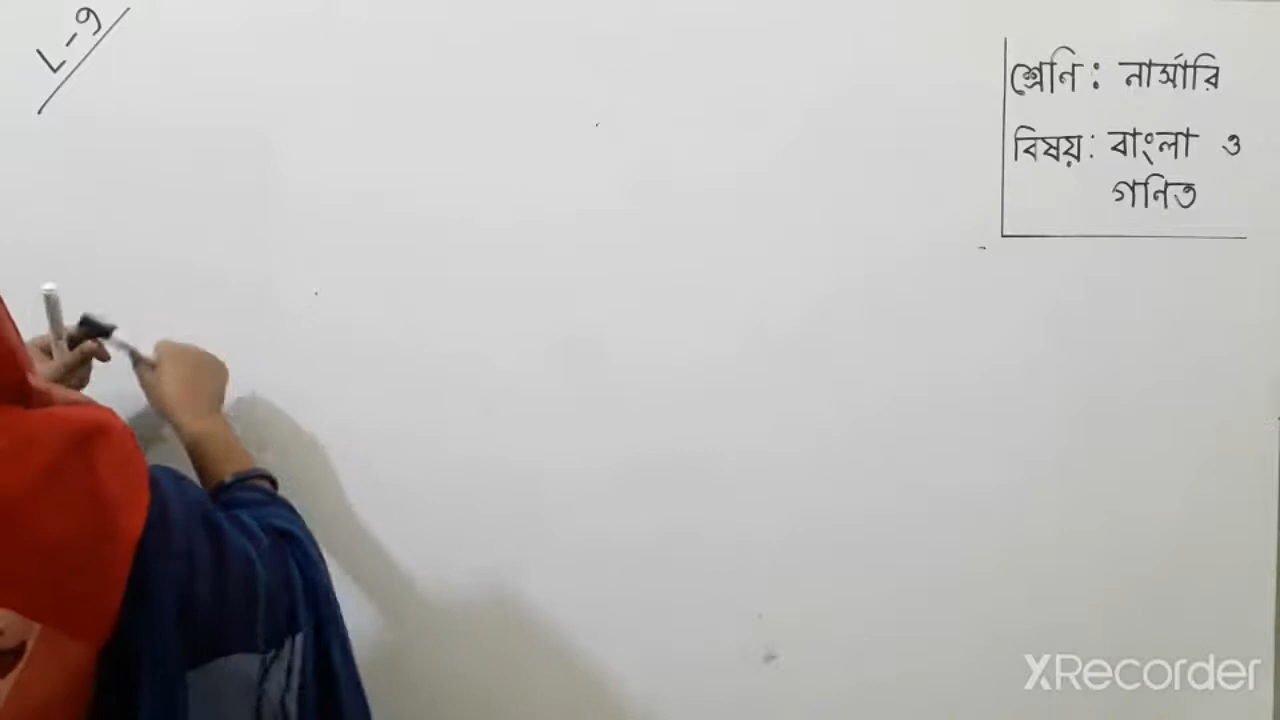 L-9
শ্রেনি : নার্সারি
বিষয়: বাংলা ও
গনিত
XRecorder